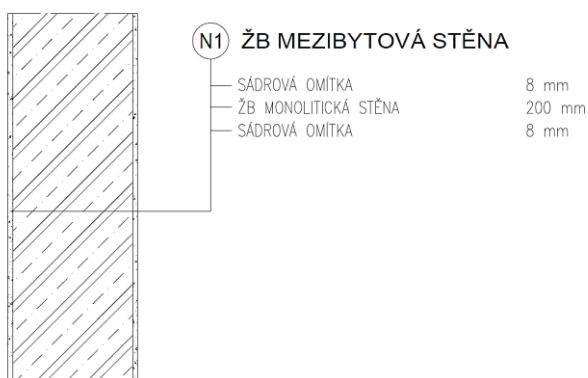 N1 ŽB MEZIBYTOVÁ STĚNA
SÁDROVÁ OMÍTKA 8 mm
ŽB MONOLITICKÁ STĚNA 200 mm
SÁDROVÁ OMÍTKA 8 mm